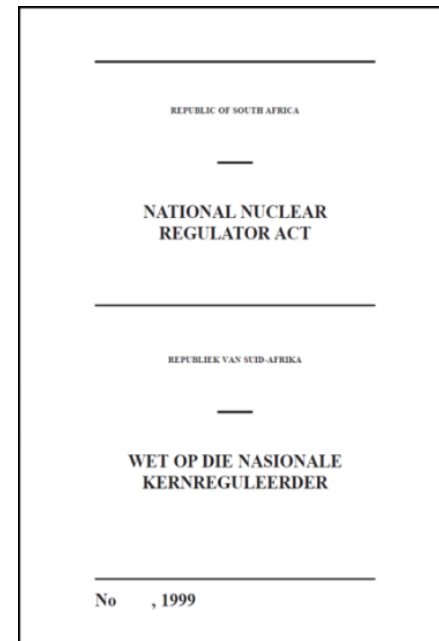 REPUBLIC OF SOUTH AFRICA
NATIONAL NUCLEAR
REGULATOR ACT
REPUBLIEK VAN SUID-AFRIKA
WET OP DIE NASIONALE
KERNREGULEERDER
No , 1999